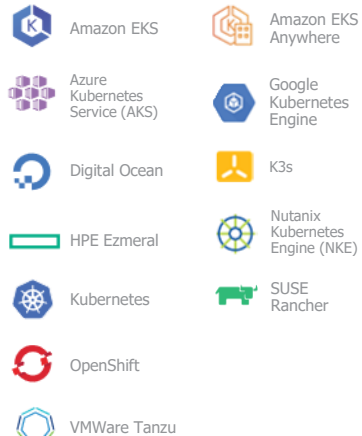 Amazon EKS
Amazon EKS
Anywhere
Azure
Kubernetes
Service (AKS)
Google
Kubernetes
Engine
Digital Ocean
K3s
HPE Ezmeral
Nutanix
Kubernetes
Engine (NKE)
Kubernetes
SUSE
Rancher
OpenShift
VMWare Tanzu